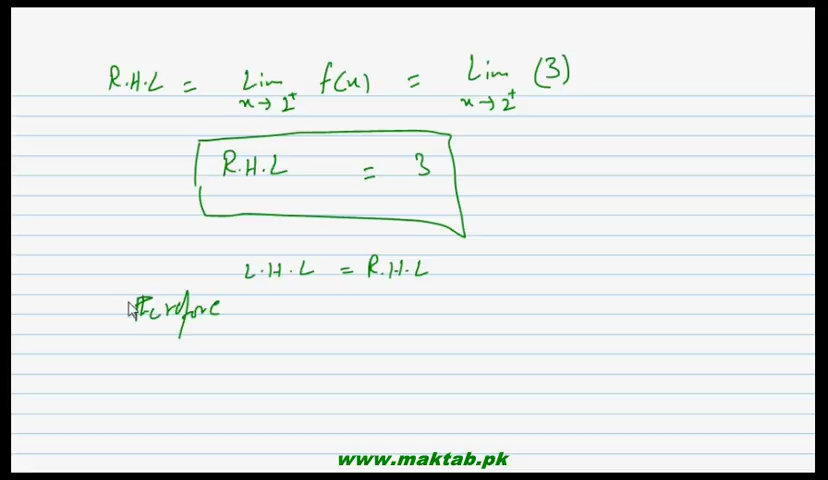 R.H.L = Lim x→2⁺ f(x) = Lim x→2⁺ (3)
R.H.L = 3
L.H.L = R.H.L
therefore
www.maktab.pk